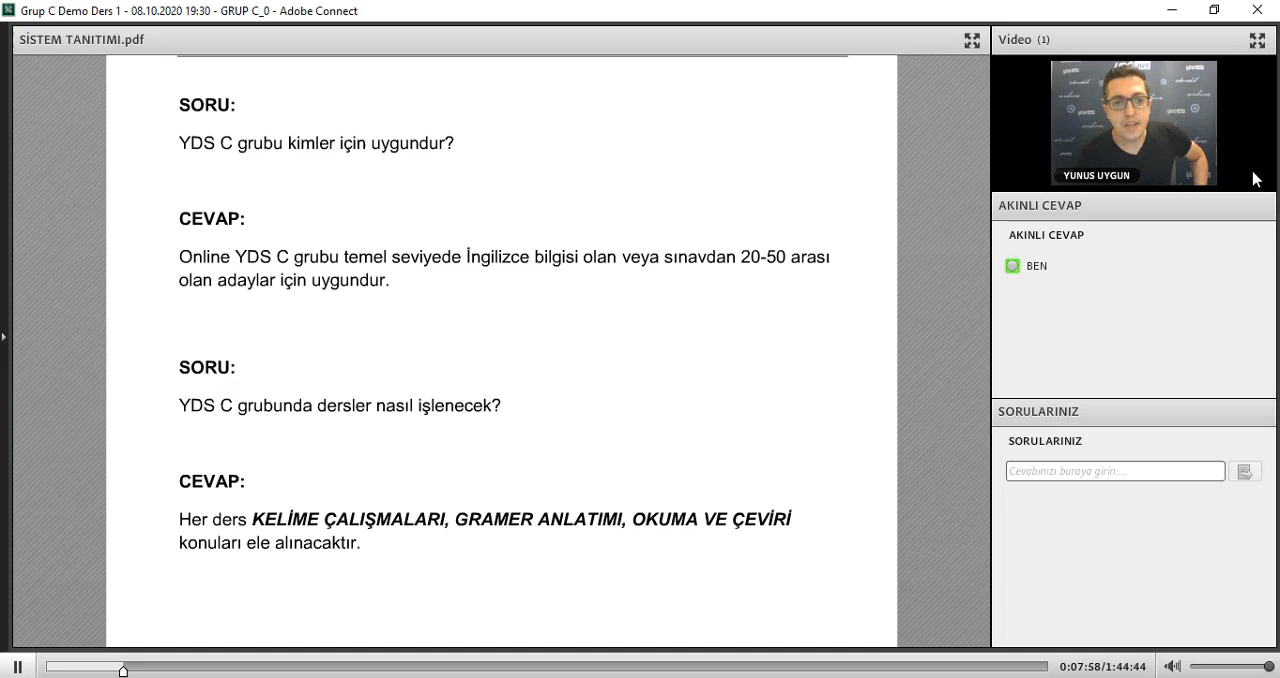 Grup C Demo Ders 1 - 08.10.2020 19:30 - GRUP C_0 - Adobe Connect
SİSTEM TANITIMI.pdf
SORU:
YDS C grubu kimler için uygundur?
CEVAP:
Online YDS C grubu temel seviyede İngilizce bilgisi olan veya sınavdan 20-50 arası
olan adaylar için uygundur.
SORU:
YDS C grubunda dersler nasıl işlenecek?
CEVAP:
Her ders KELİME ÇALIŞMALARI, GRAMER ANLATIMI, OKUMA VE ÇEVİRİ
konuları ele alınacaktır.
Video (1)
YUNUS UYGUN
AKINLI CEVAP
AKINLI CEVAP
BEN
SORULARINIZ
SORULARINIZ
Cevabınızı buraya girin:...
0:07:58/1:44:44